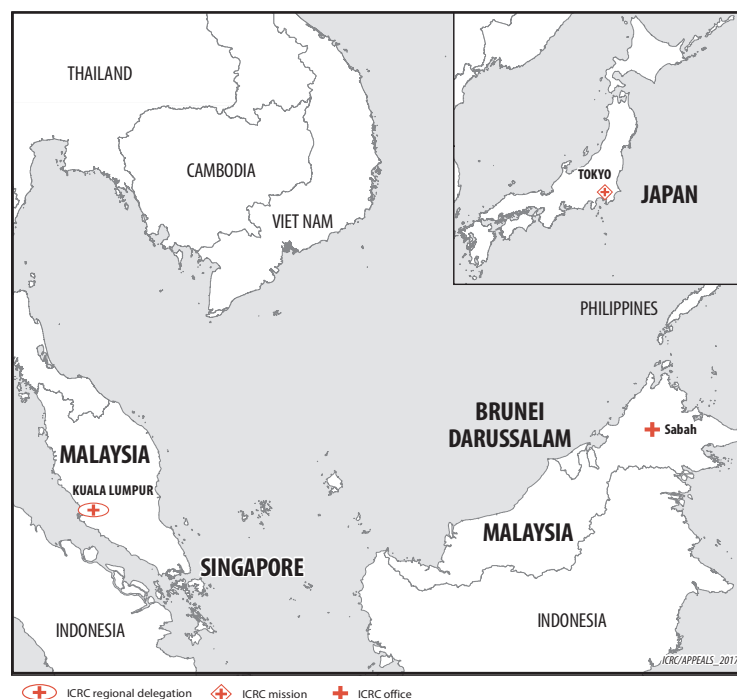 THAILAND
CAMBODIA
VIET NAM
TOKYO
JAPAN
PHILIPPINES
BRUNEI
DARUSSALAM
Sabah
MALAYSIA
KUALA LUMPUR
MALAYSIA
SINGAPORE
INDONESIA
INDONESIA
ICRC/APPEALS_2017
ICRC regional delegation ICRC mission ICRC office